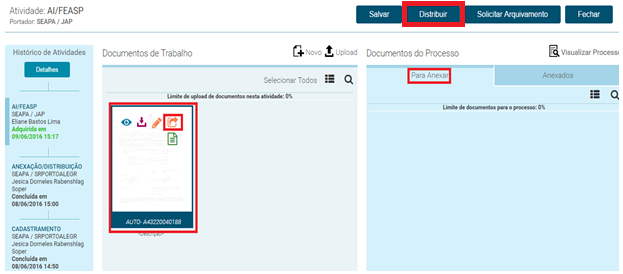 Atividade: AI/FEASP
Portador: SEAPA / JAP
Salvar
Distribuir
Solicitar Arquivamento
Fechar
Histórico de Atividades
Detalhes
AI/FEASP
SEAPA / JAP
Eliane Bastos Lima
Adquirida em
09/06/2016 15:17
ANEXAÇÃO/DISTRIBUIÇÃO
SEAPA / SRPORTOALEGR
Jesica Dorneles Rabenshlag
Soper
Concluída em
08/06/2016 15:00
CADASTRAMENTO
SEAPA / SRPORTOALEGR
Jesica Dorneles Rabenshlag
Soper
Concluída em
08/06/2016 14:50
Documentos de Trabalho
Novo
Upload
Selecionar Todos
Limite de upload de documentos nesta atividade: 0%
AUTO- A43220040188
Documentos do Processo
Visualizar Processo
Para Anexar
Anexados
Limite de documentos para o processo: 0%